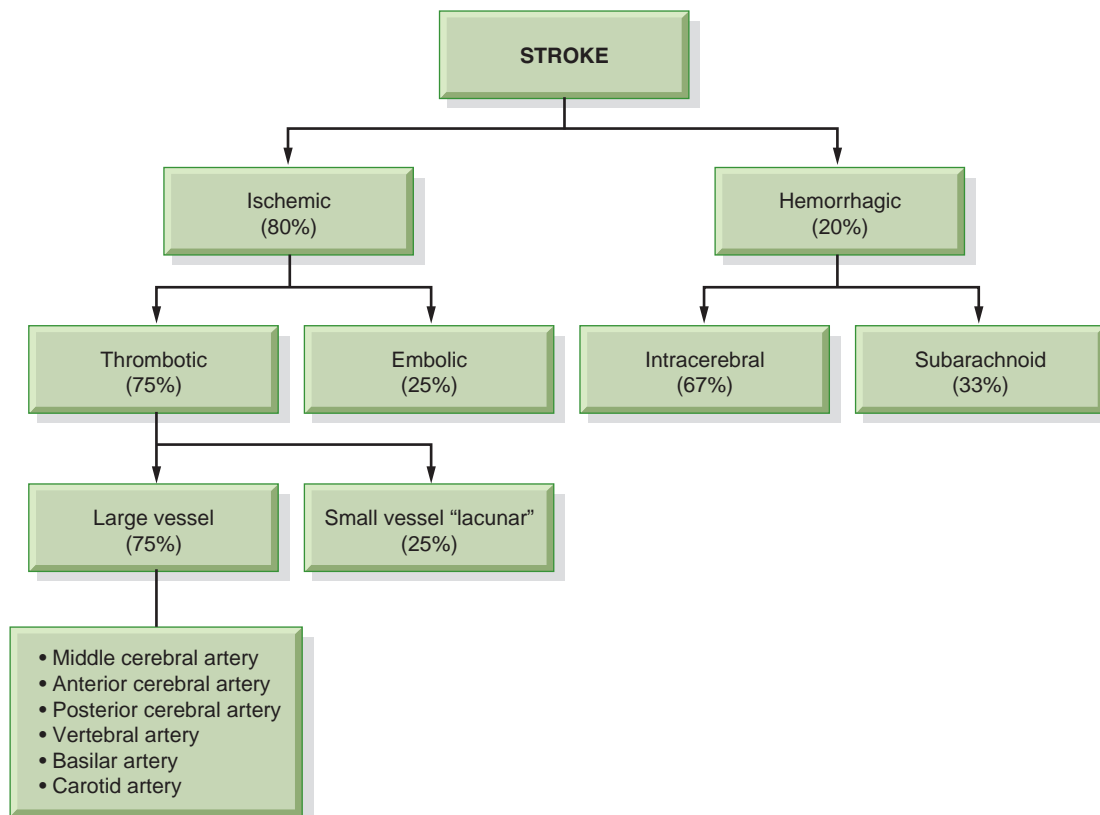 STROKE
Ischemic
(80%)
Hemorrhagic
(20%)
Thrombotic
(75%)
Embolic
(25%)
Intracerebral
(67%)
Subarachnoid
(33%)
Large vessel
(75%)
Small vessel “lacunar”
(25%)
• Middle cerebral artery
• Anterior cerebral artery
• Posterior cerebral artery
• Vertebral artery
• Basilar artery
• Carotid artery